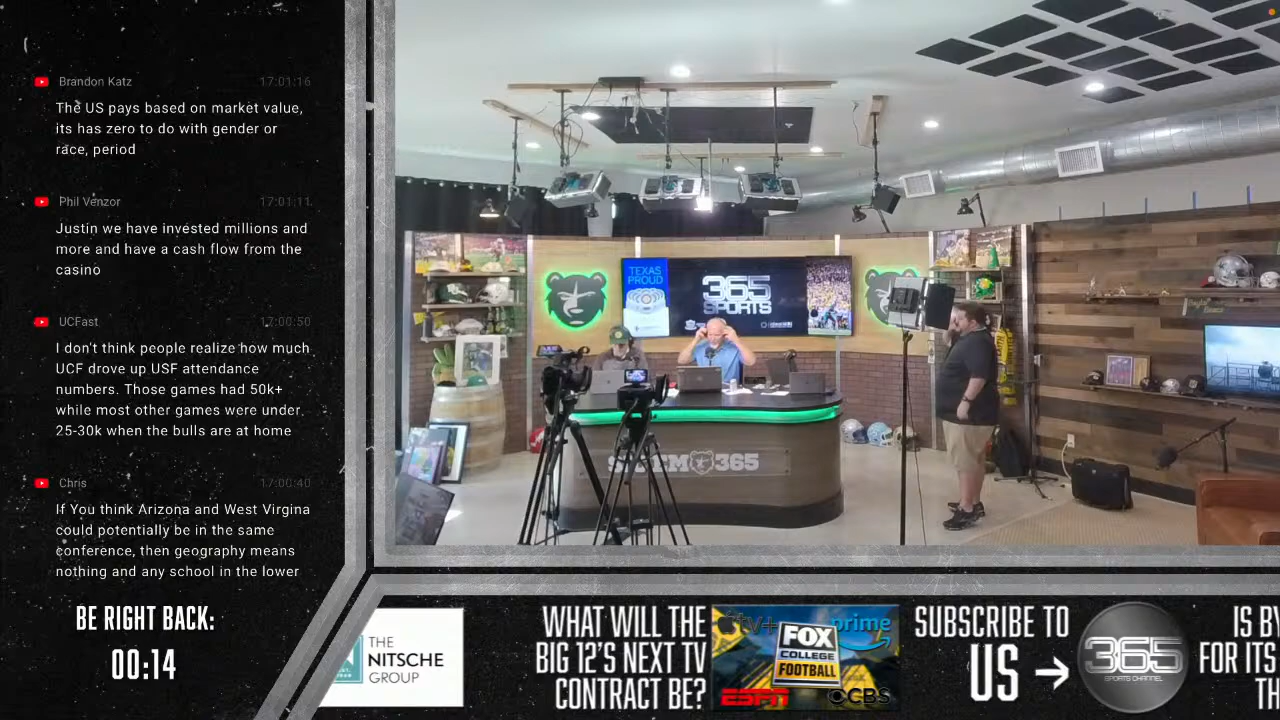 Brandon Katz 17:01:16
The US pays based on market value,
its has zero to do with gender or
race, period
Phil Venzor 17:01:11
Justin we have invested millions and
more and have a cash flow from the
casino
UCFast 17:00:50
I don't think people realize how much
UCF drove up USF attendance
numbers. Those games had 50k+
while most other games were under
25-30k when the bulls are at home
Chris 17:00:40
If You think Arizona and West Virgina
could potentially be in the same
conference, then geography means
nothing and any school in the lower
BE RIGHT BACK:
00:14
TEXAS
PROUD
365
SPORTS
365
THE
NITSCHE
GROUP
WHAT WILL THE
BIG 12'S NEXT TV
CONTRACT BE?
tv+
prime
FOX
COLLEGE
FOOTBALL
ESPN
CBS
SUBSCRIBE TO
US →
365
SPORTS CHANNEL
IS BY
FOR ITS
TH